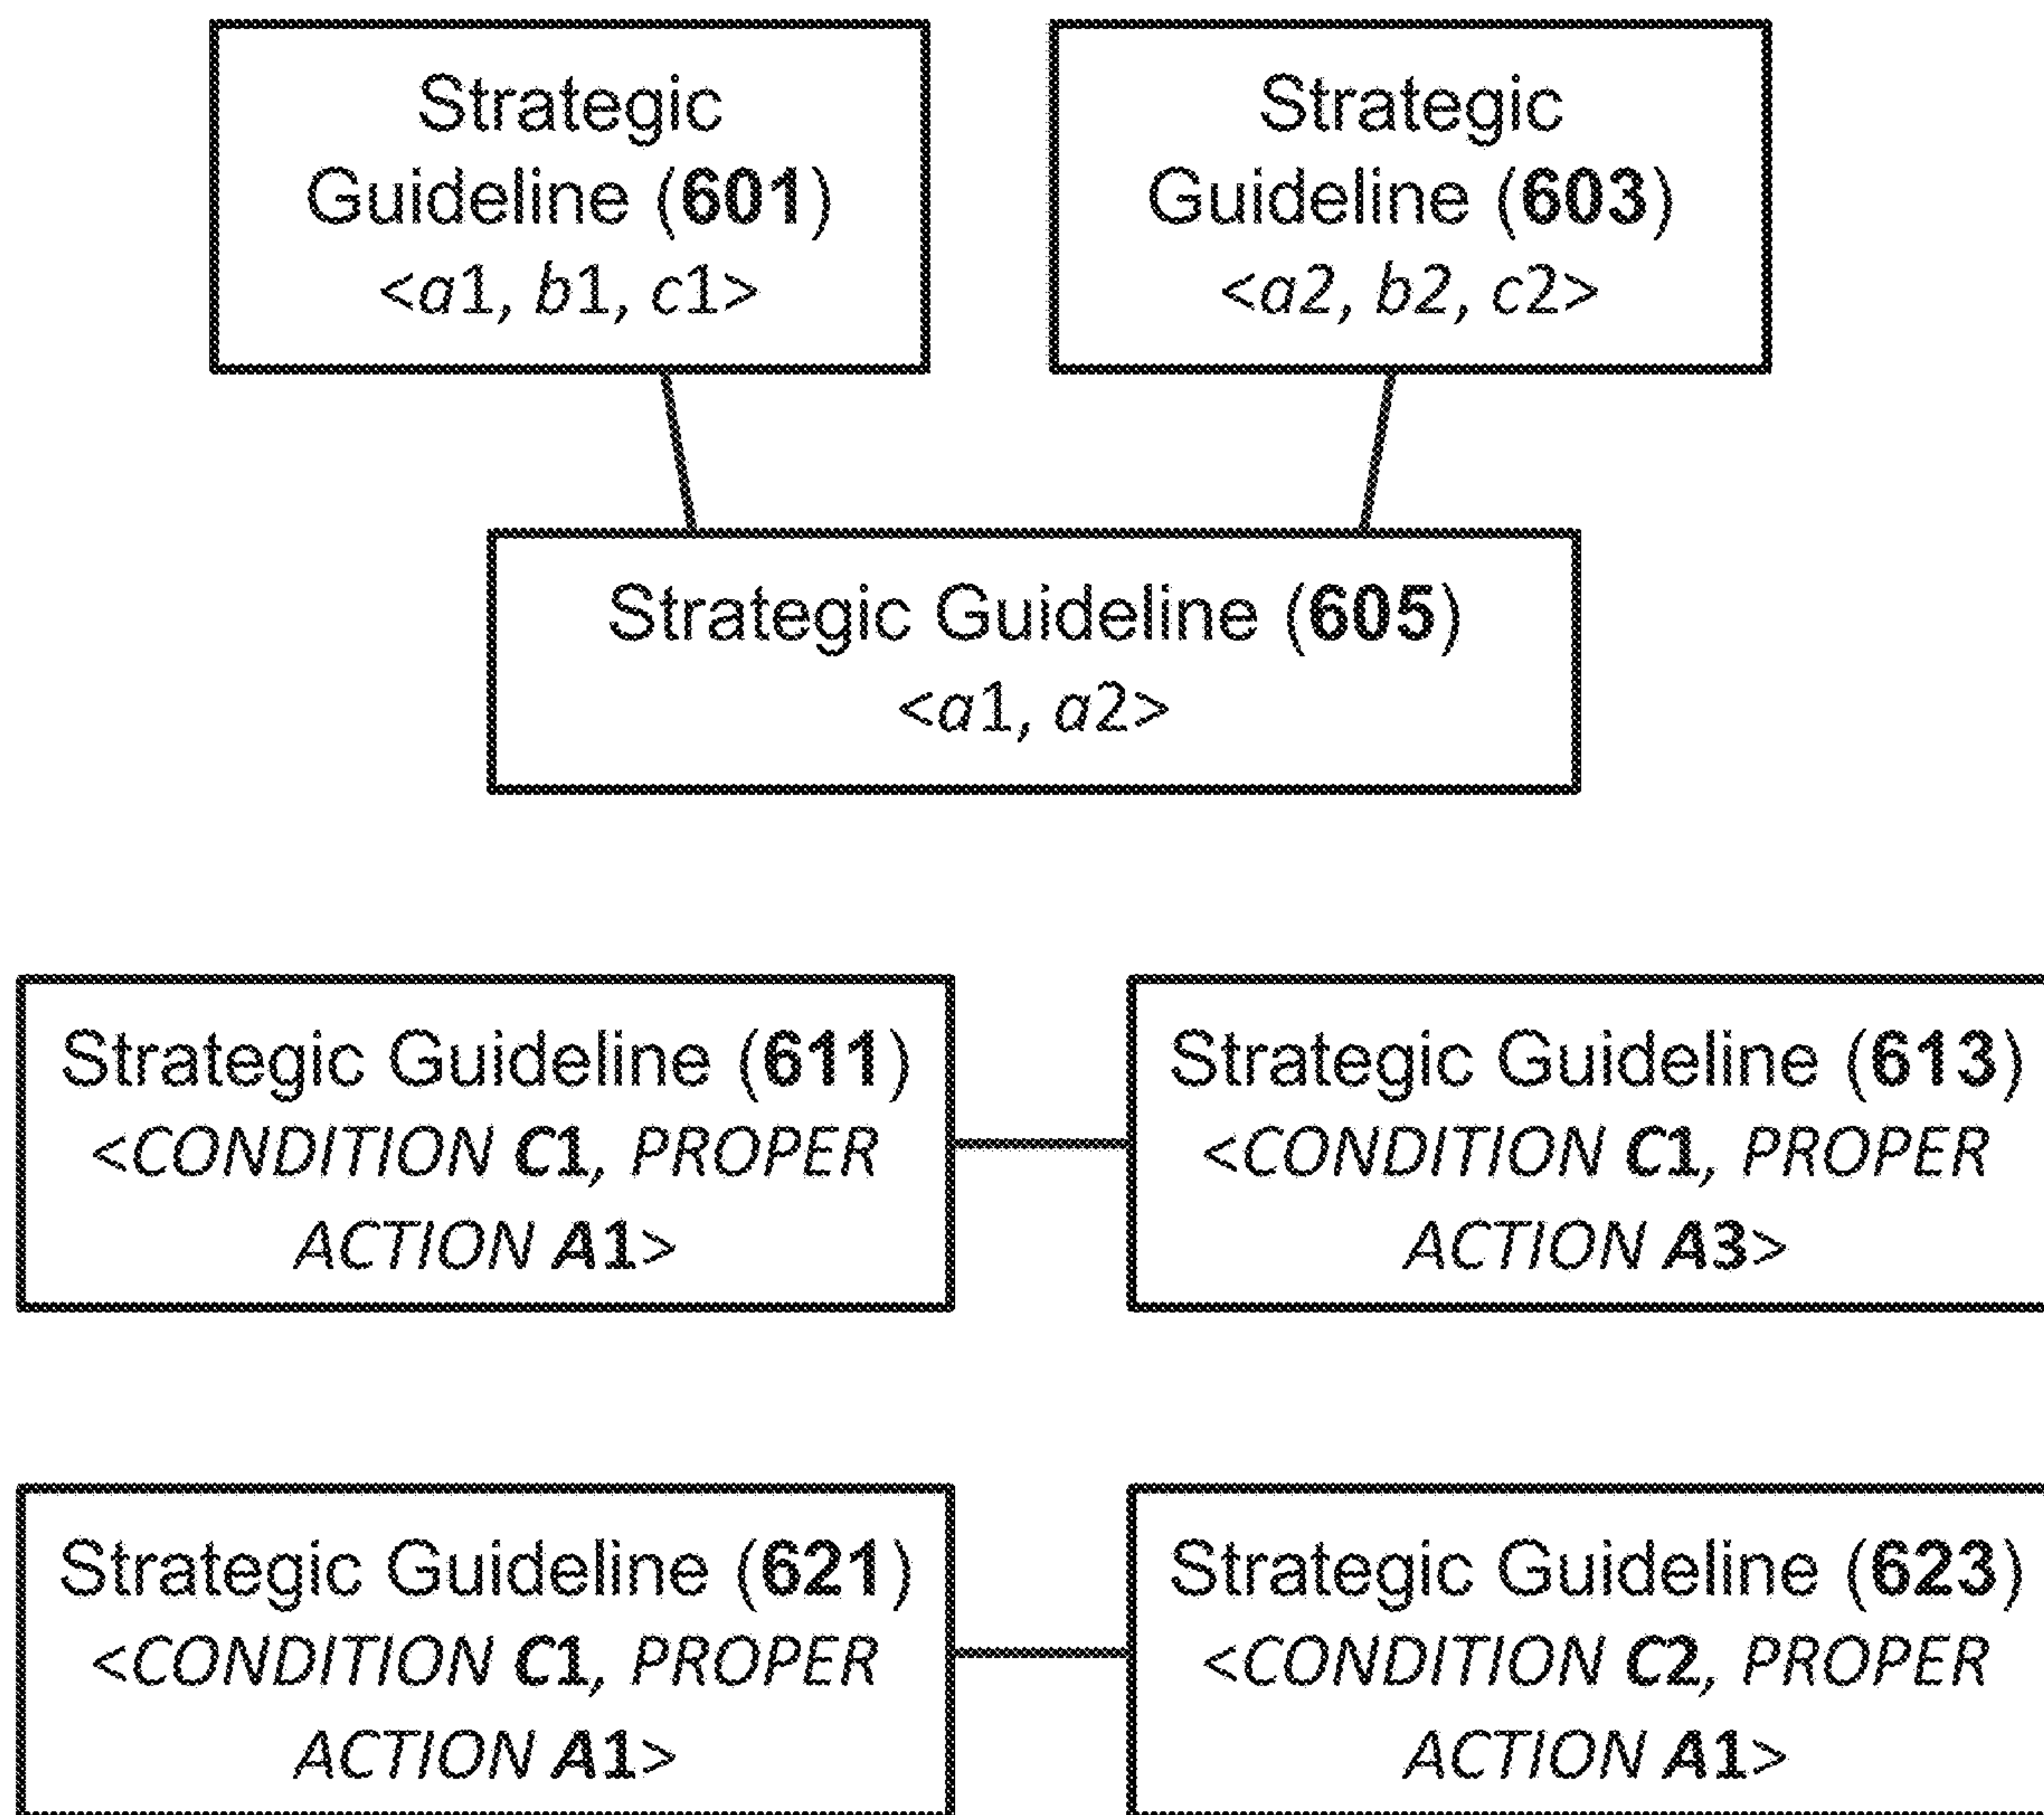 Strategic
Guideline (601)
<a1, b1, c1>
Strategic
Guideline (603)
<a2, b2, c2>
Strategic Guideline (605)
<a1, a2>
Strategic Guideline (611)
<CONDITION C1, PROPER
ACTION A1>
Strategic Guideline (613)
<CONDITION C1, PROPER
ACTION A3>
Strategic Guideline (621)
<CONDITION C1, PROPER
ACTION A1>
Strategic Guideline (623)
<CONDITION C2, PROPER
ACTION A1>